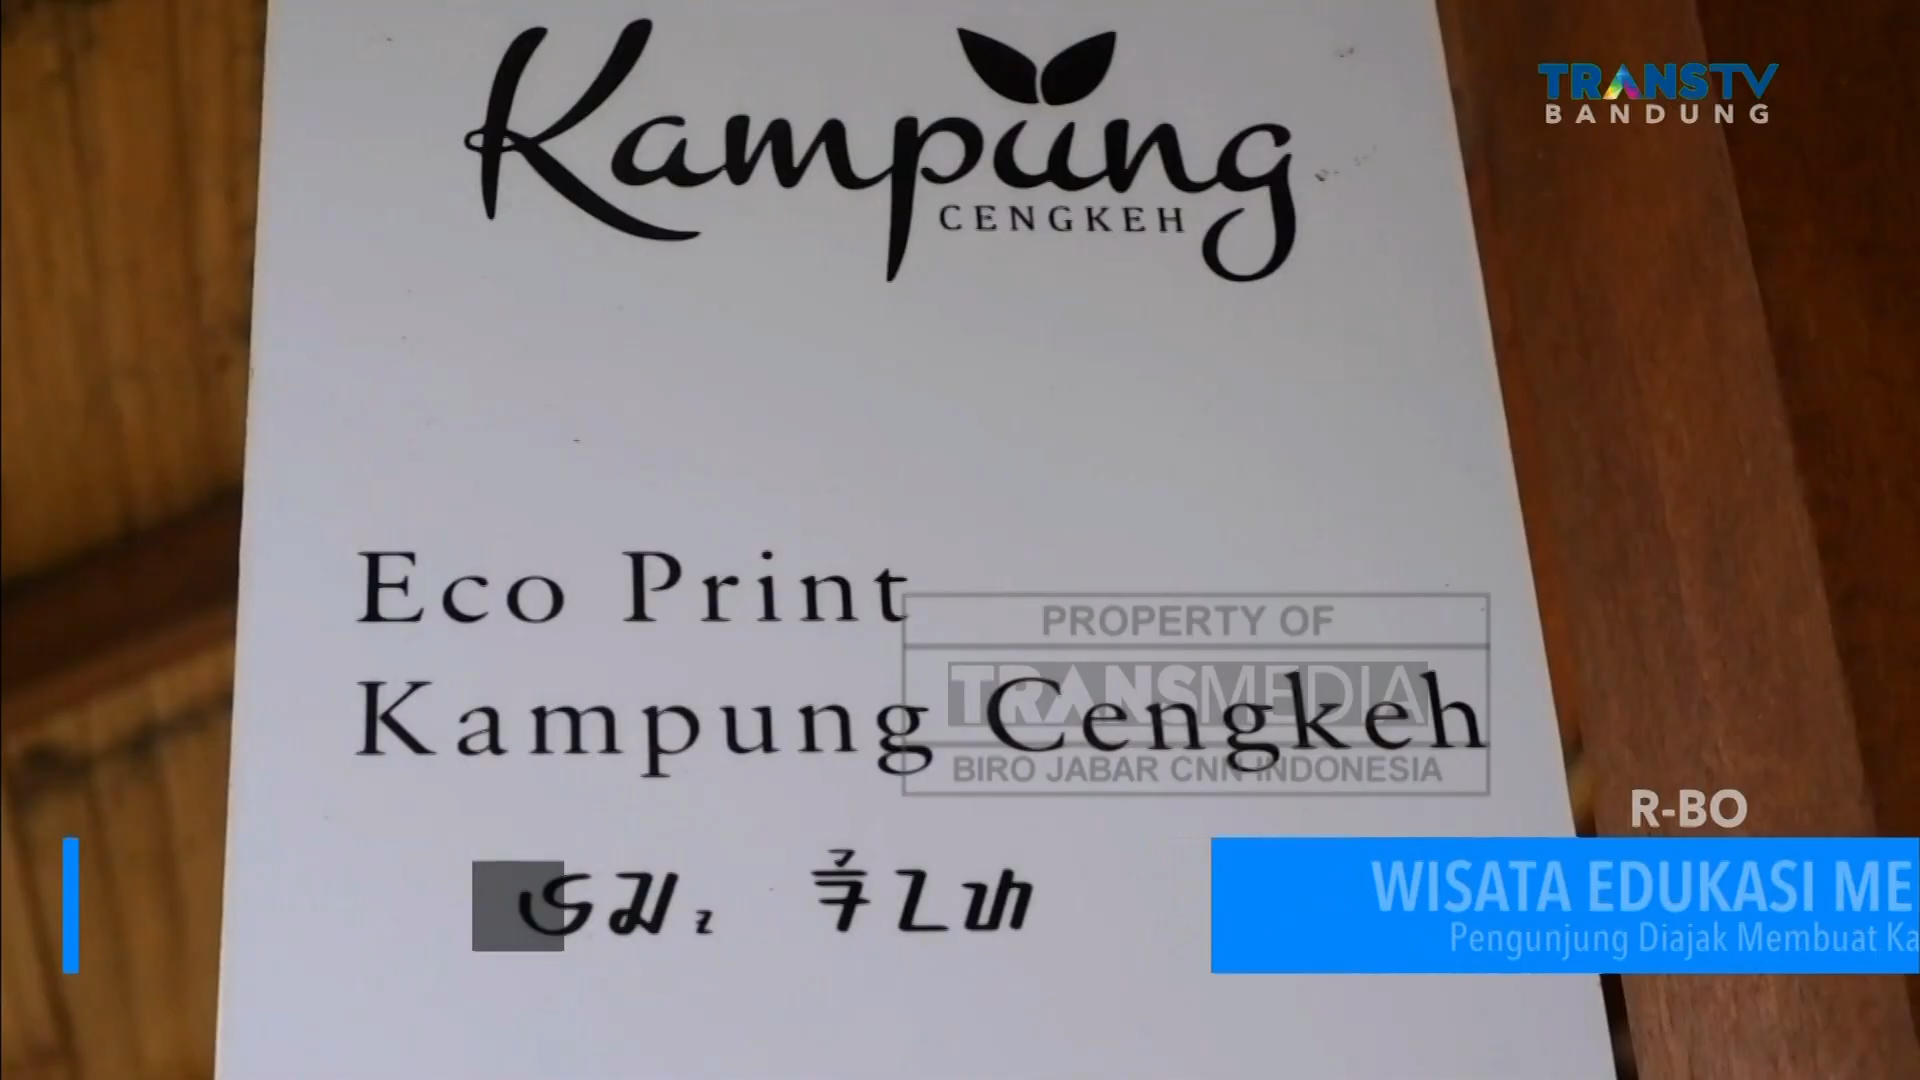 Kampung
CENGKEH
TRANSTV
BANDUNG
Eco Print
Kampung Cengkeh
PROPERTY OF
TRANSMEDIA
BIRO JABAR CNN INDONESIA
R-BO
WISATA EDUKASI ME
Pengunjung Diajak Membuat Ka